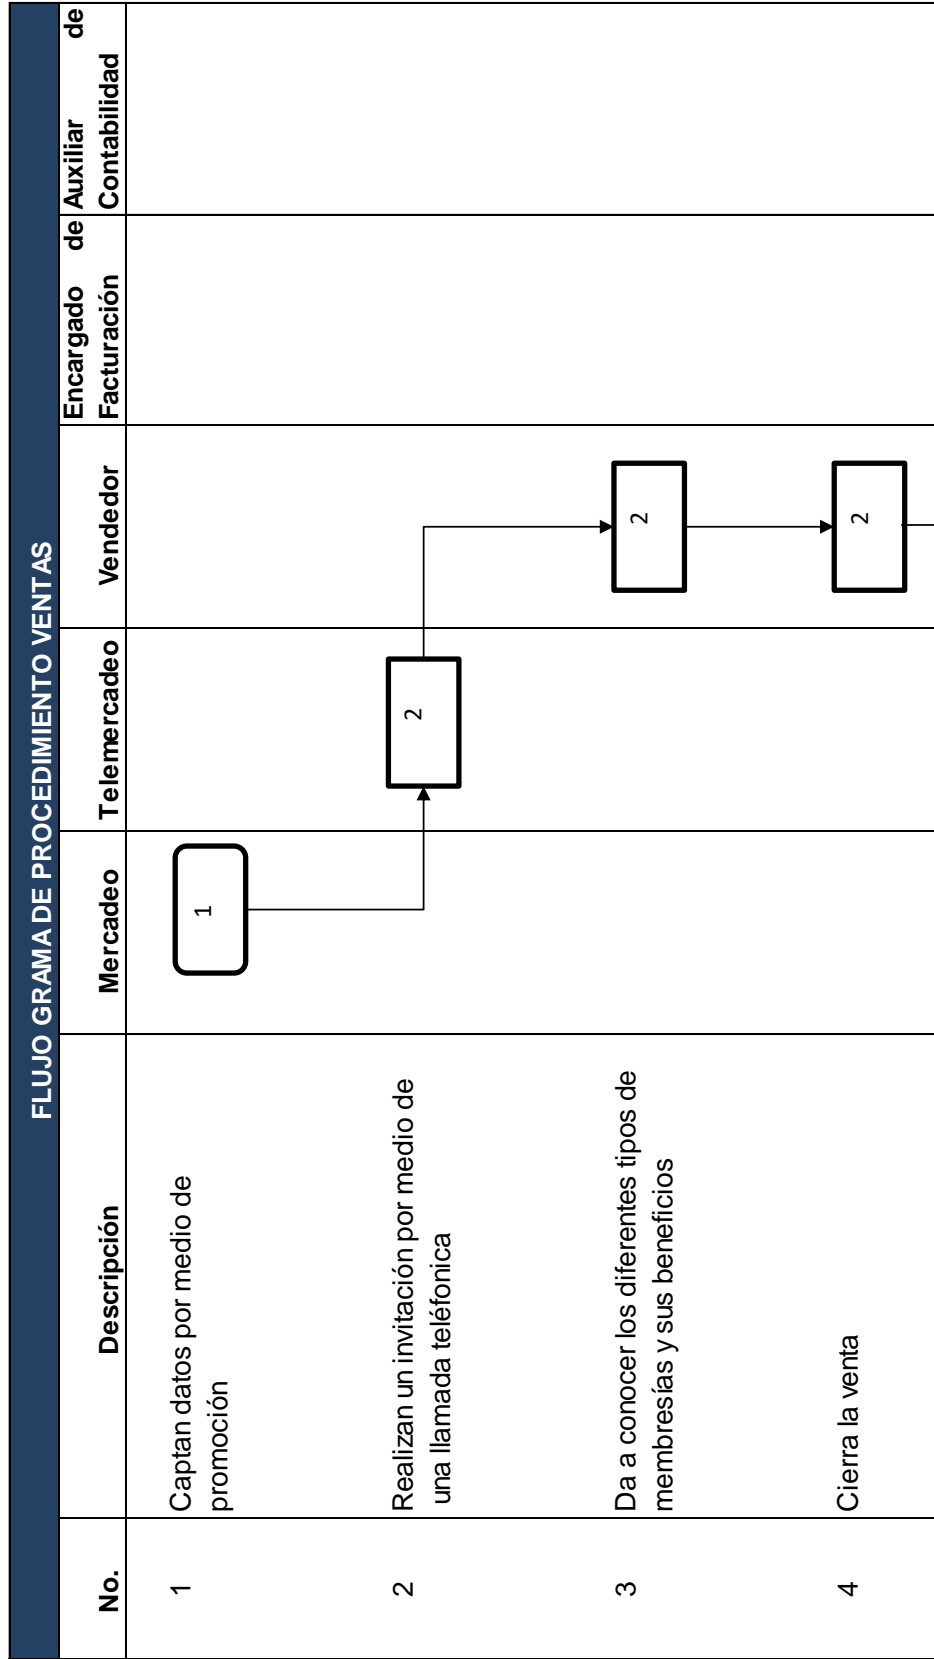 FLUJO GRAMA DE PROCEDIMIENTO VENTAS
No.
Descripción
Mercadeo
Telemercadeo
Vendedor
Encargado de
Facturación
Auxiliar de
Contabilidad
1
Captan datos por medio de
promoción
1
2
Realizan un invitación por medio de
una llamada teléfonica
2
3
Da a conocer los diferentes tipos de
membresías y sus beneficios
2
4
Cierra la venta
2